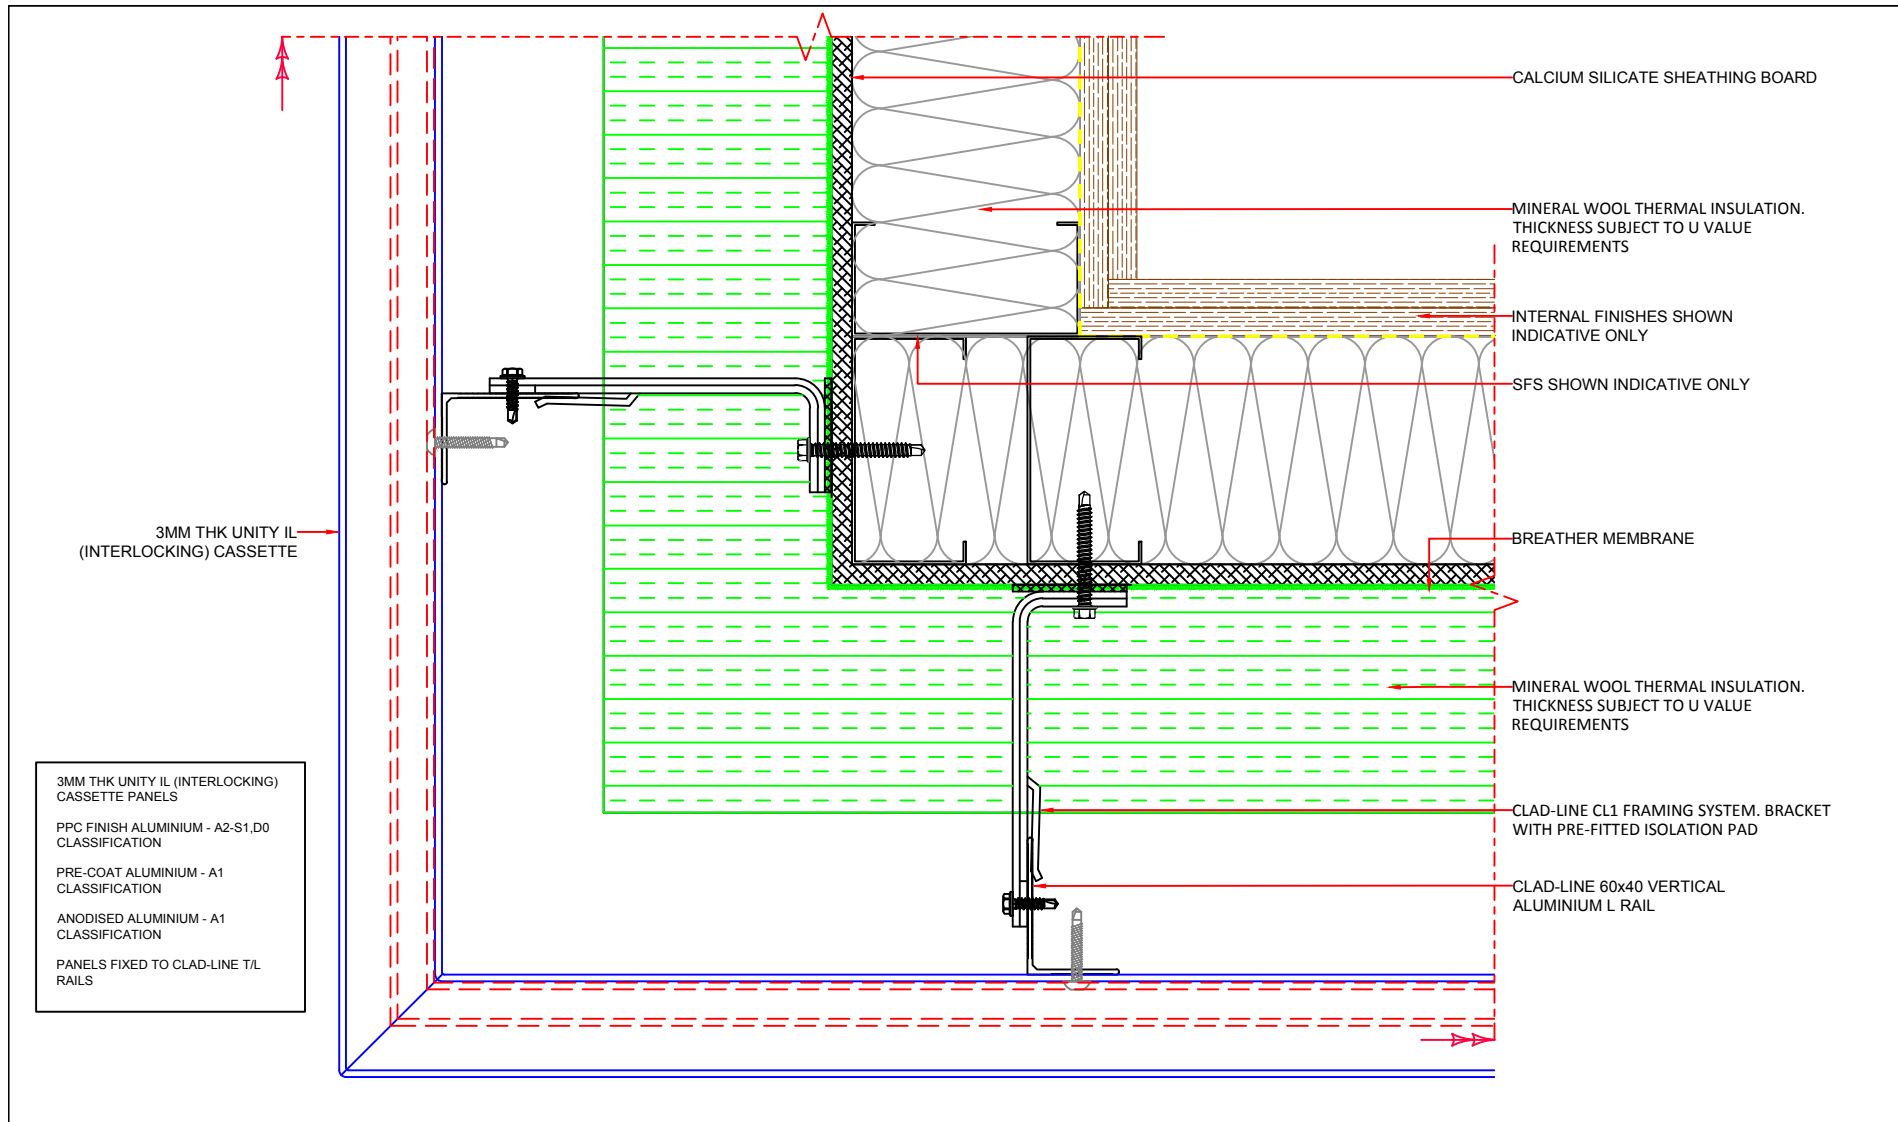 CALCIUM SILICATE SHEATHING BOARD
MINERAL WOOL THERMAL INSULATION.
THICKNESS SUBJECT TO U VALUE
REQUIREMENTS
INTERNAL FINISHES SHOWN
INDICATIVE ONLY
SFS SHOWN INDICATIVE ONLY
3MM THK UNITY IL
(INTERLOCKING) CASSETTE
BREATHER MEMBRANE
MINERAL WOOL THERMAL INSULATION.
THICKNESS SUBJECT TO U VALUE
REQUIREMENTS
CLAD-LINE CL1 FRAMING SYSTEM. BRACKET
WITH PRE-FITTED ISOLATION PAD
CLAD-LINE 60x40 VERTICAL
ALUMINIUM L RAIL
3MM THK UNITY IL (INTERLOCKING)
CASSETTE PANELS
PPC FINISH ALUMINIUM - A2-S1,D0
CLASSIFICATION
PRE-COAT ALUMINIUM - A1
CLASSIFICATION
ANODISED ALUMINIUM - A1
CLASSIFICATION
PANELS FIXED TO CLAD-LINE T/L
RAILS